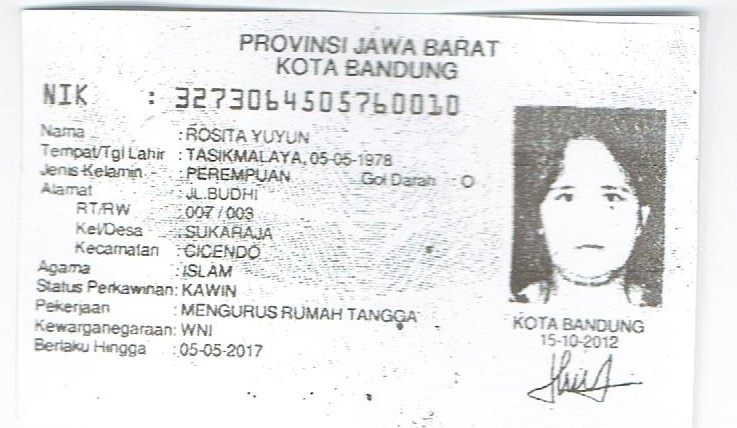 PROVINSI JAWA BARAT
KOTA BANDUNG
NIK : 3273064505760010
Nama : ROSITA YUYUN
Tempat/Tgl Lahir : TASIKMALAYA, 05-05-1978
Jenis Kelamin : PEREMPUAN Gol Darah : O
Alamat : JL.BUDHI
RT/RW : 007 / 003
Kel/Desa : SUKARAJA
Kecamatan : CICENDO
Agama : ISLAM
Status Perkawinan: KAWIN
Pekerjaan : MENGURUS RUMAH TANGGA
Kewarganegaraan: WNI
Berlaku Hingga : 05-05-2017
KOTA BANDUNG
15-10-2012